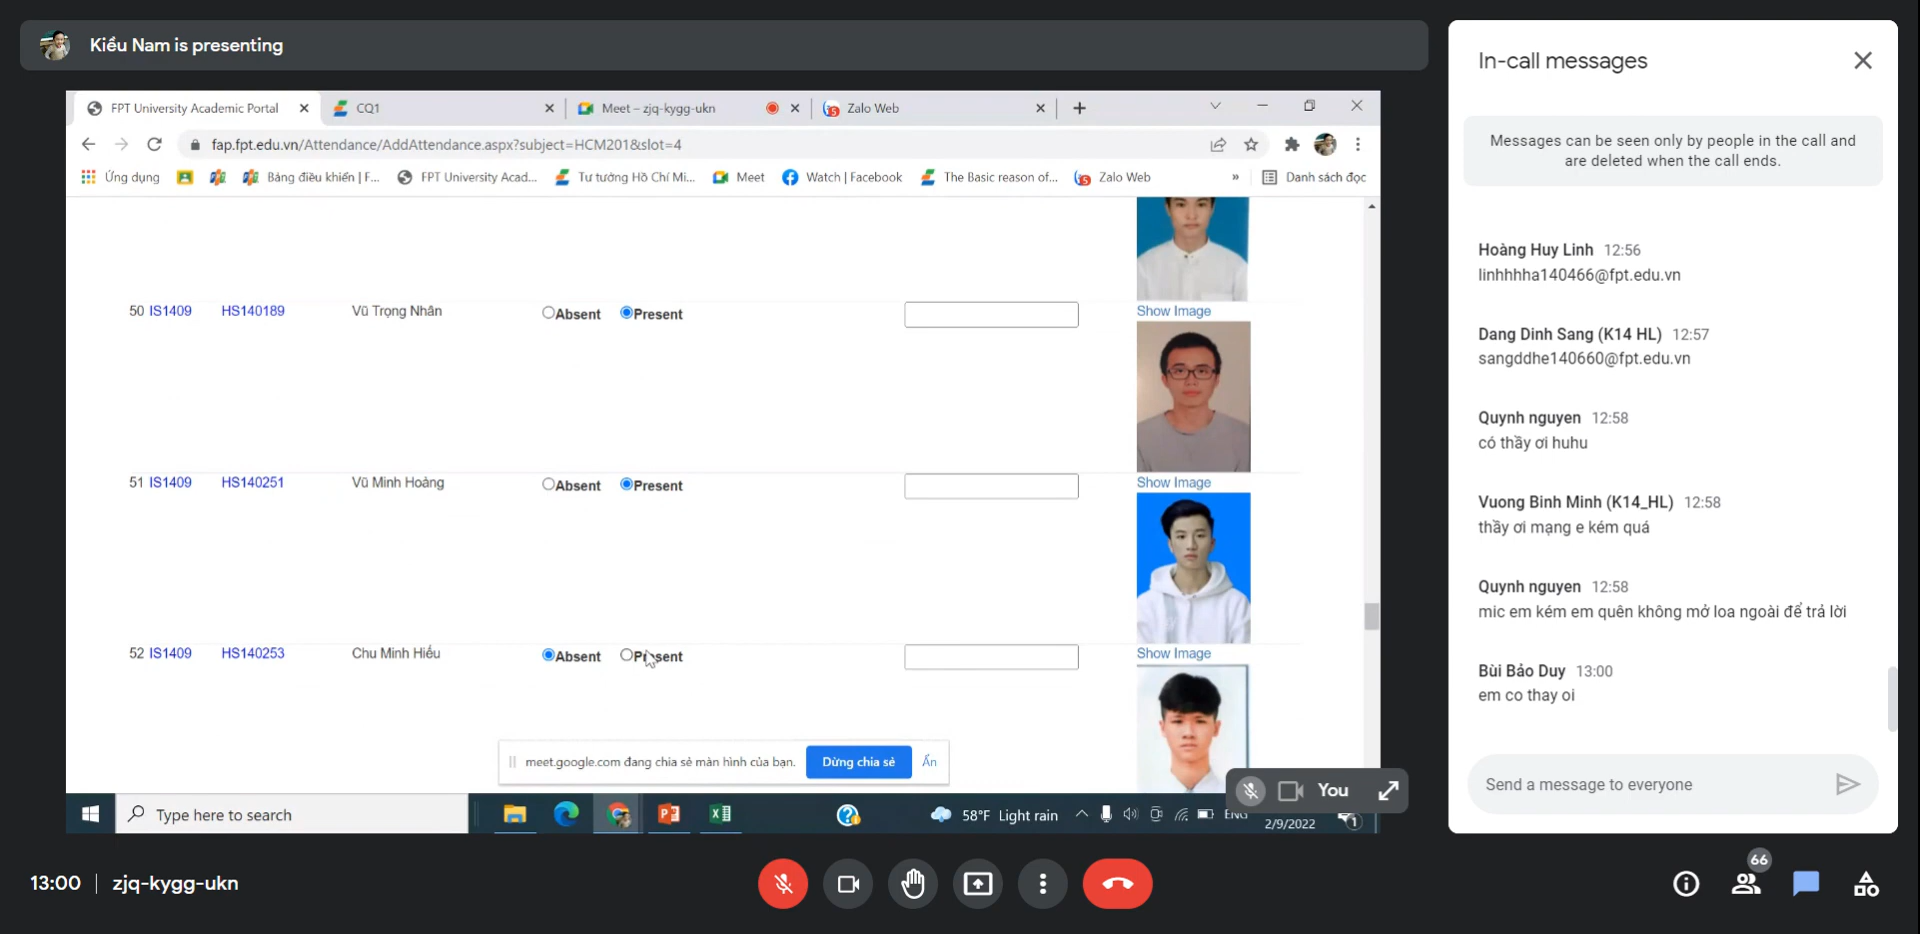 Kiều Nam is presenting
FPT University Academic Portal
CQ1
Meet – zjq-kygg-ukn
Zalo Web
fap.fpt.edu.vn/Attendance/AddAttendance.aspx?subject=HCM201&slot=4
Ứng dụng
Bảng điều khiển | F...
FPT University Acad...
Tư tưởng Hồ Chí Mi...
Meet
Watch | Facebook
The Basic reason of...
Zalo Web
»
Danh sách đọc
50 IS1409 HS140189 Vũ Trọng Nhân Absent Present Show Image
51 IS1409 HS140251 Vũ Minh Hoàng Absent Present Show Image
52 IS1409 HS140253 Chu Minh Hiếu Absent Present Show Image
meet.google.com đang chia sẻ màn hình của bạn. Dừng chia sẻ Ẩn
You
Type here to search
58°F Light rain
ENG
2/9/2022
1
13:00 | zjq-kygg-ukn
In-call messages
Messages can be seen only by people in the call and
are deleted when the call ends.
Hoàng Huy Linh 12:56
linhhhha140466@fpt.edu.vn
Dang Dinh Sang (K14 HL) 12:57
sangddhe140660@fpt.edu.vn
Quynh nguyen 12:58
có thầy ơi huhu
Vuong Binh Minh (K14_HL) 12:58
thầy ơi mạng e kém quá
Quynh nguyen 12:58
mic em kém em quên không mở loa ngoài để trả lời
Bùi Bảo Duy 13:00
em co thay oi
Send a message to everyone
66